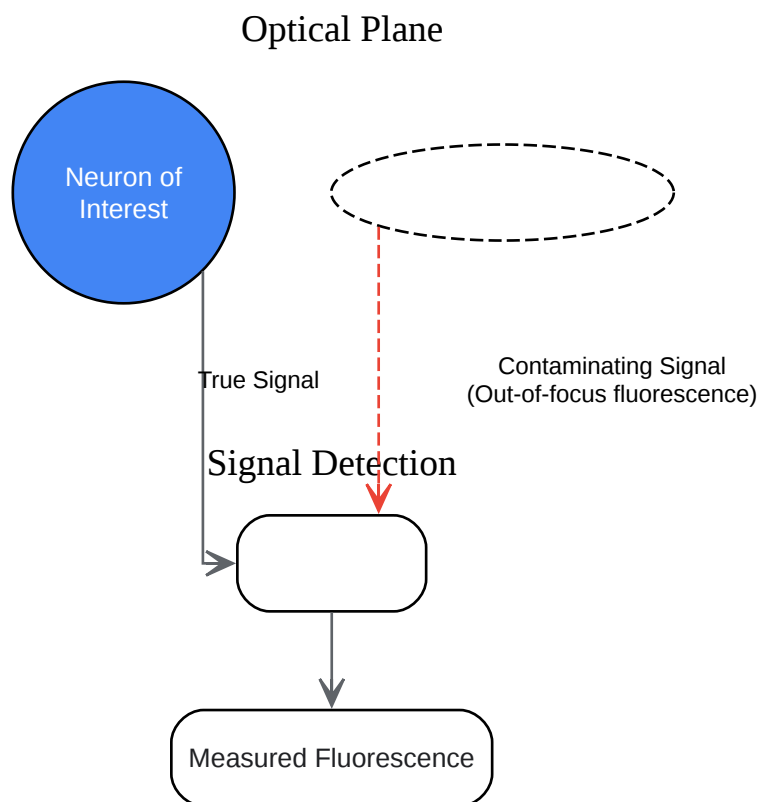 Optical Plane
Neuron of
Interest
True Signal
Contaminating Signal
(Out-of-focus fluorescence)
Signal Detection
Measured Fluorescence